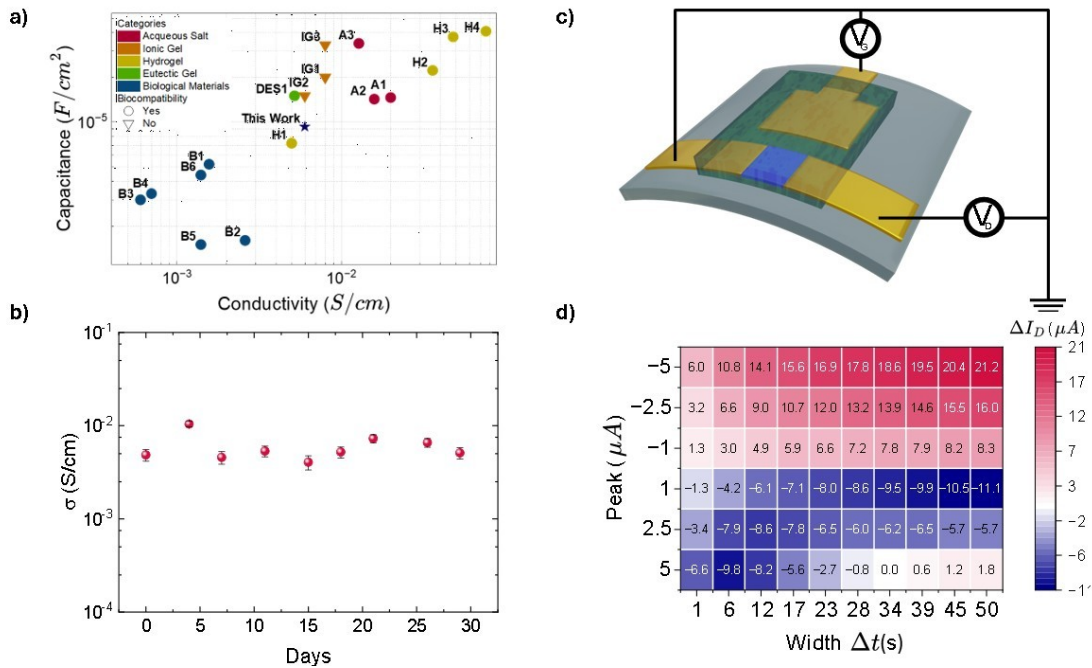 a)
Categories
Acqueous Salt
Ionic Gel
Hydrogel
Eutectic Gel
Biological Materials
Biocompatibility
Yes
No
IG3
A3
H3
H4
IG1
H2
DES1
IG2
A2
A1
This Work
H1
B1
B6
B4
B3
B5
B2
Capacitance (F/cm²)
10⁻⁵
10⁻³
10⁻²
Conductivity (S/cm)
b)
10⁻¹
10⁻²
10⁻³
10⁻⁴
σ (S/cm)
0 5 10 15 20 25 30
Days
c)
V_G
V_D
d)
ΔI_D (μA)
−5 6.0 10.8 14.1 15.6 16.9 17.8 18.6 19.5 20.4 21.2
−2.5 3.2 6.6 9.0 10.7 12.0 13.2 13.9 14.6 15.5 16.0
−1 1.3 3.0 4.9 5.9 6.6 7.2 7.8 7.9 8.2 8.3
1 −1.3 −4.2 −6.1 −7.1 −8.0 −8.6 −9.5 −9.9 −10.5 −11.1
2.5 −3.4 −7.9 −8.6 −7.8 −6.5 −6.0 −6.2 −6.5 −5.7 −5.7
5 −6.6 −9.8 −8.2 −5.6 −2.7 −0.8 0.0 0.6 1.2 1.8
Peak (μA)
1 6 12 17 23 28 34 39 45 50
Width Δt(s)
21
17
12
7
3
-2
-6